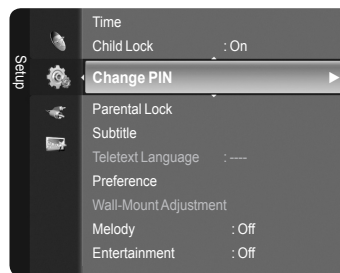 Setup
Time
Child Lock : On
Change PIN
Parental Lock
Subtitle
Teletext Language : ----
Preference
Wall-Mount Adjustment
Melody : Off
Entertainment : Off